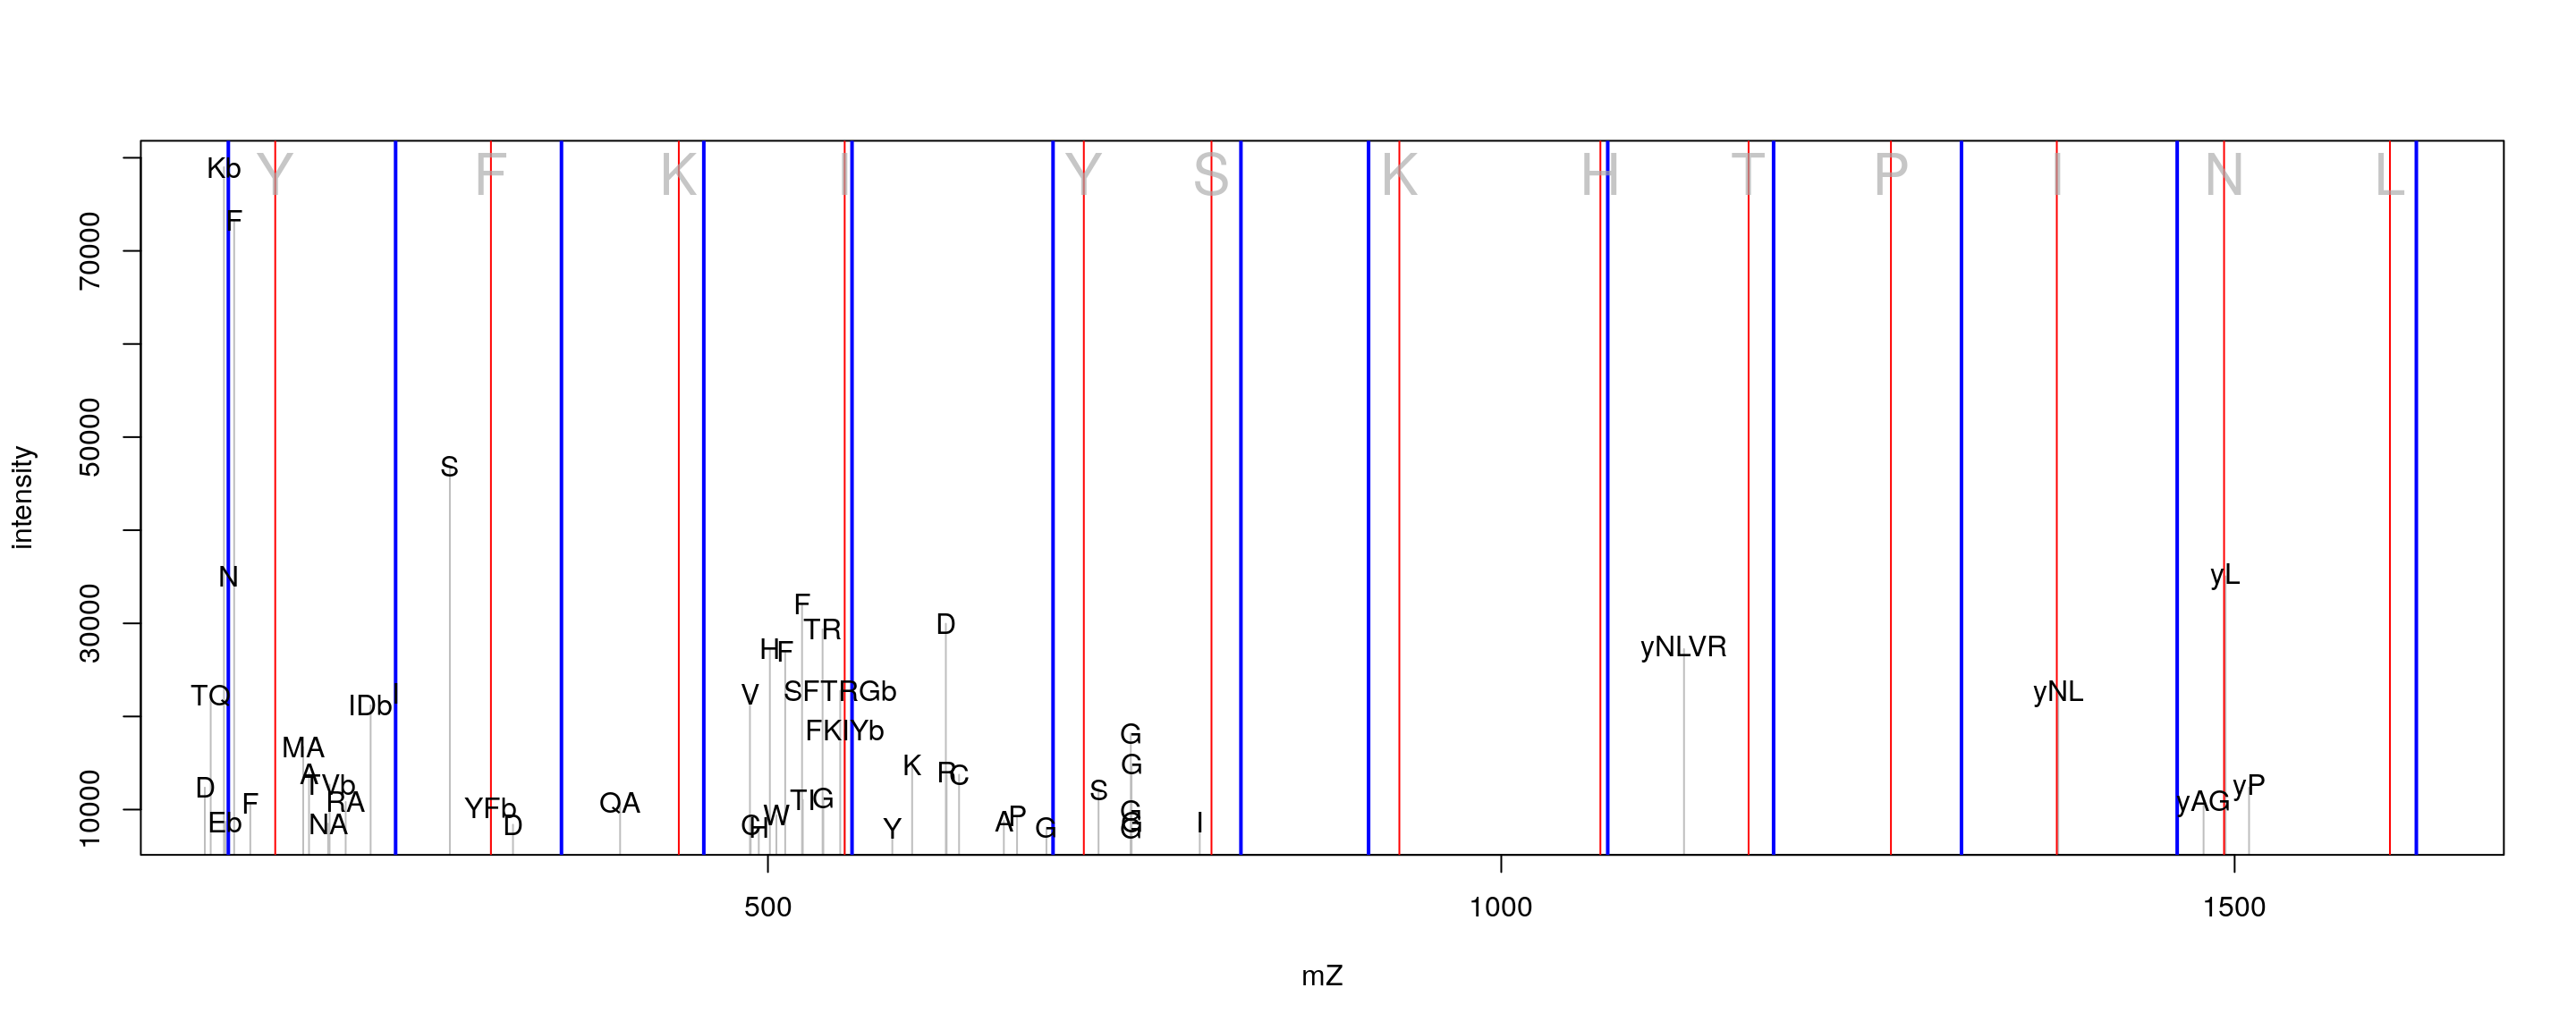 Y F K I Y S K H T P I N L
Kb
F
S
N
yL
F
D
TR
H F
yNLVR
TQ
IDb I
V
SFTRGb
yNL
FKIYb
G
MA
K
G
A
R C
D
TVb
S
yP
F
RA
YFb
QA
TI G
yAG
W
P
G
Eb
NA
D
G
H
Y
A
G
G
G
I
intensity
10000 30000 50000 70000
500 1000 1500
mZ